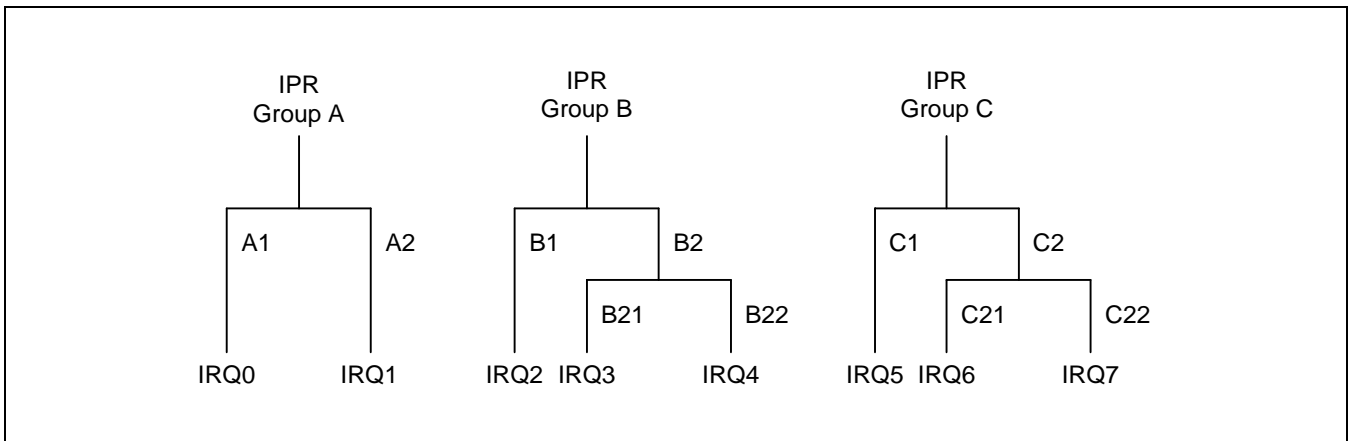 IPR
Group A
IPR
Group B
IPR
Group C
A1
A2
B1
B2
C1
C2
B21
B22
C21
C22
IRQ0
IRQ1
IRQ2
IRQ3
IRQ4
IRQ5
IRQ6
IRQ7